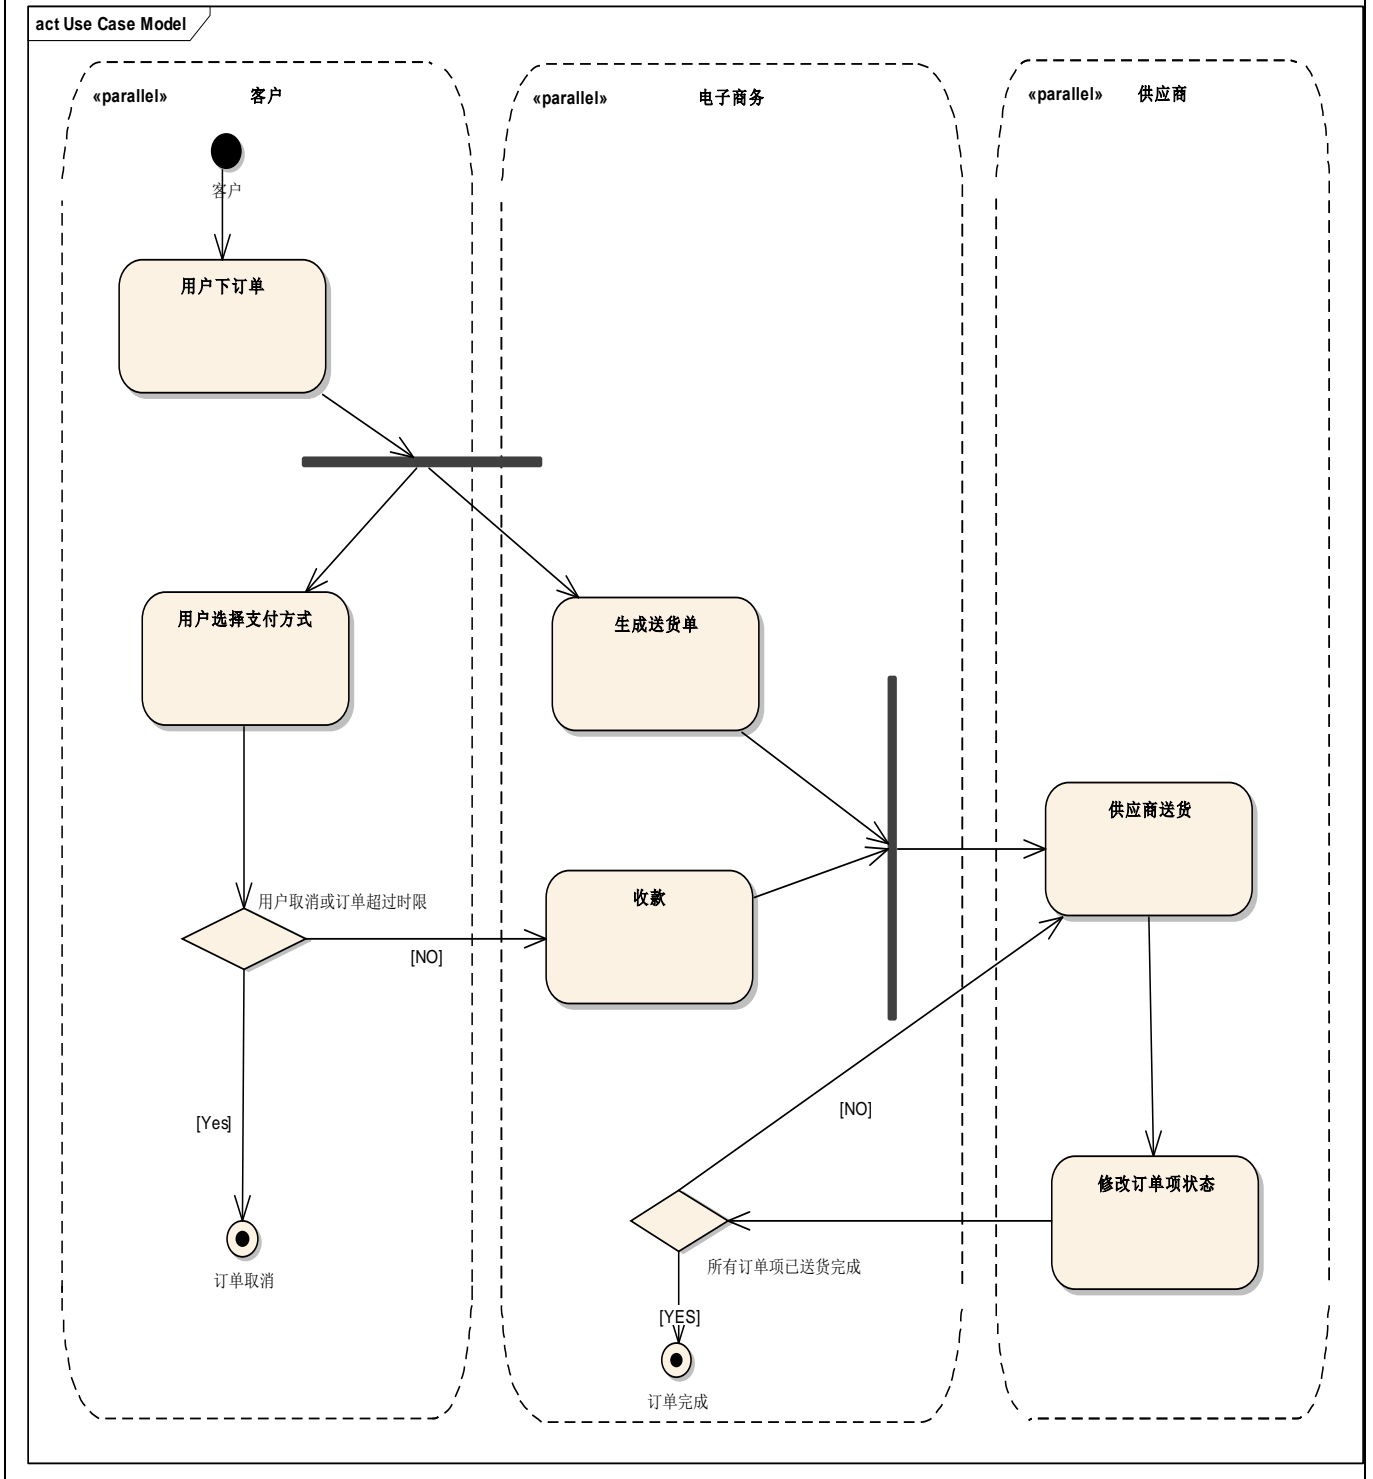 act Use Case Model
«parallel» 客户
«parallel» 电子商务
«parallel» 供应商
客户
用户下订单
用户选择支付方式
生成送货单
供应商送货
收款
用户取消或订单超过时限
[NO]
[NO]
[Yes]
修改订单项状态
所有订单项已送货完成
订单取消
[YES]
订单完成